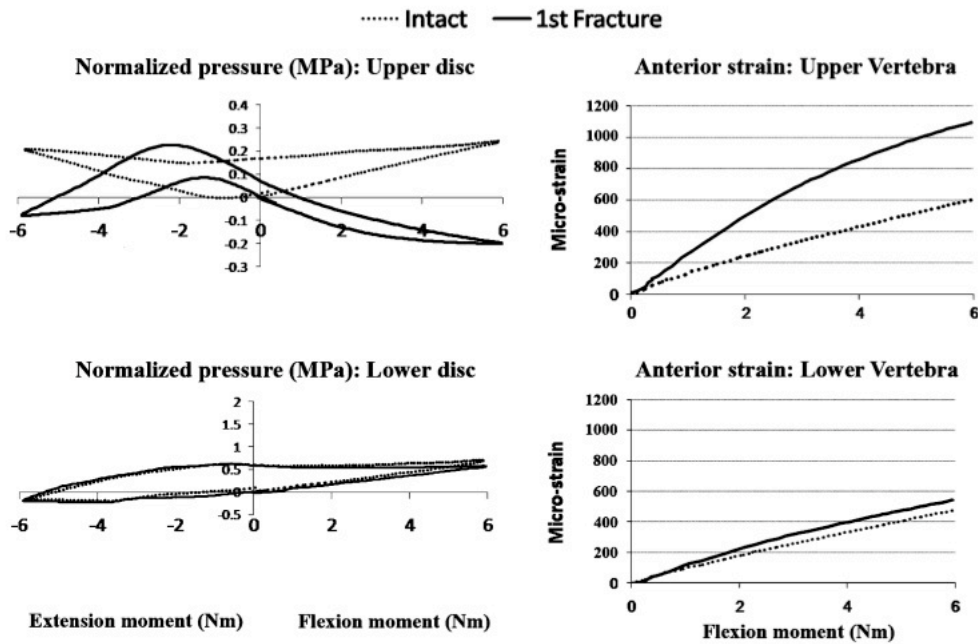 Intact 1st Fracture
Normalized pressure (MPa): Upper disc
0.4
0.3
0.2
0.1
0
-0.1
-0.2
-0.3
-6 -4 -2 0 2 4 6
Anterior strain: Upper Vertebra
Micro-strain
1200
1000
800
600
400
200
0
0 2 4 6
Normalized pressure (MPa): Lower disc
2
1.5
1
0.5
0
-0.5
-6 -4 -2 0 2 4 6
Extension moment (Nm) Flexion moment (Nm)
Anterior strain: Lower Vertebra
Micro-strain
1200
1000
800
600
400
200
0
0 2 4 6
Flexion moment (Nm)